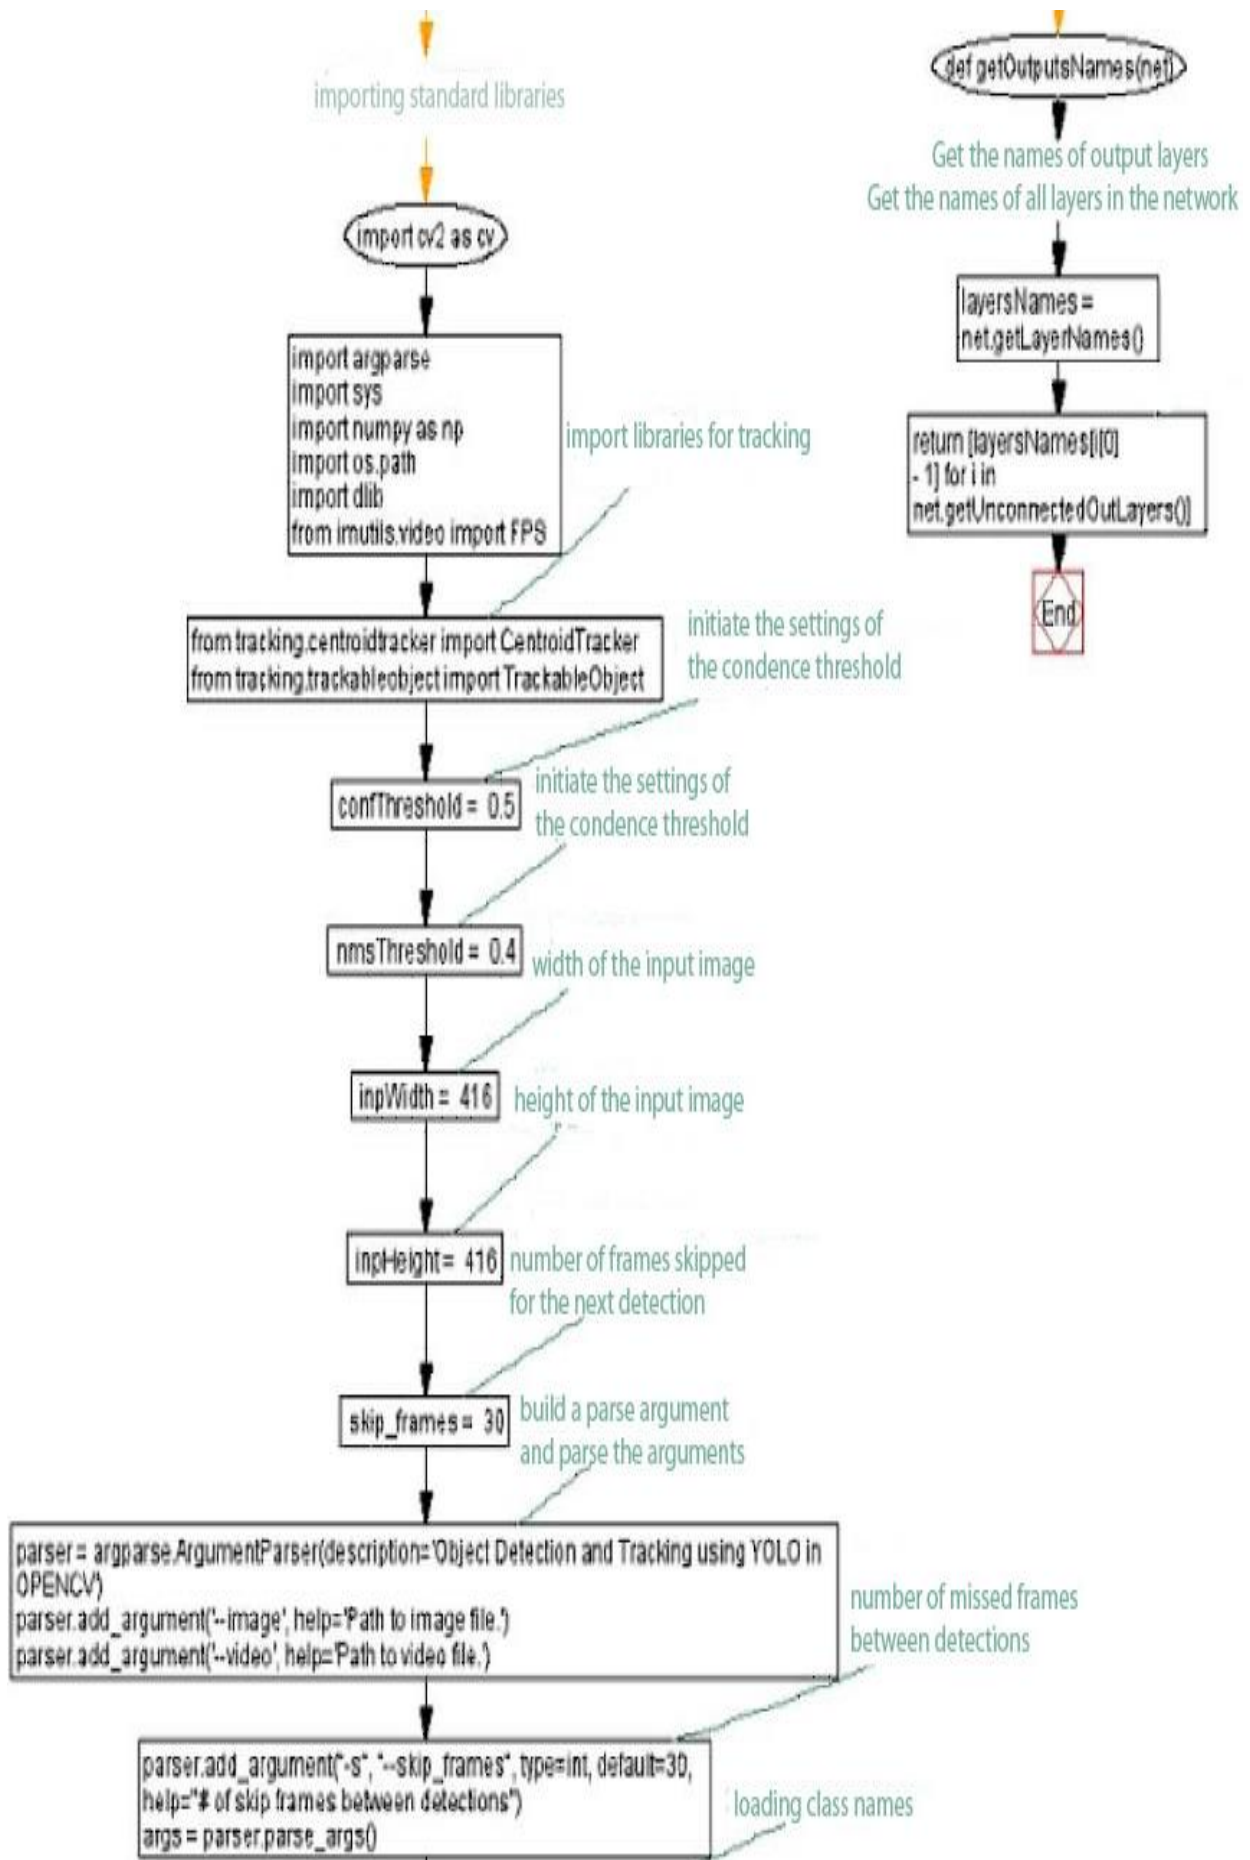 importing standard libraries
import cv2 as cv
import argparse
import sys
import numpy as np
import os.path
import dlib
from imutils.video import FPS
import libraries for tracking
from tracking.centroidtracker import CentroidTracker
from tracking.trackableobject import TrackableObject
initiate the settings of
the condence threshold
confThreshold = 0.5
initiate the settings of
the condence threshold
nmsThreshold = 0.4
width of the input image
inpWidth = 416
height of the input image
inpHeight = 416
number of frames skipped
for the next detection
skip_frames = 30
build a parse argument
and parse the arguments
parser = argparse.ArgumentParser(description='Object Detection and Tracking using YOLO in
OPENCV')
parser.add_argument('--image', help='Path to image file.')
parser.add_argument('--video', help='Path to video file.')
number of missed frames
between detections
parser.add_argument("-s", "--skip_frames", type=int, default=30,
help="# of skip frames between detections")
args = parser.parse_args()
loading class names
def getOutputsNames(net)
Get the names of output layers
Get the names of all layers in the network
layersNames =
net.getLayerNames()
return [layersNames[i[0]
- 1] for i in
net.getUnconnectedOutLayers()]
End